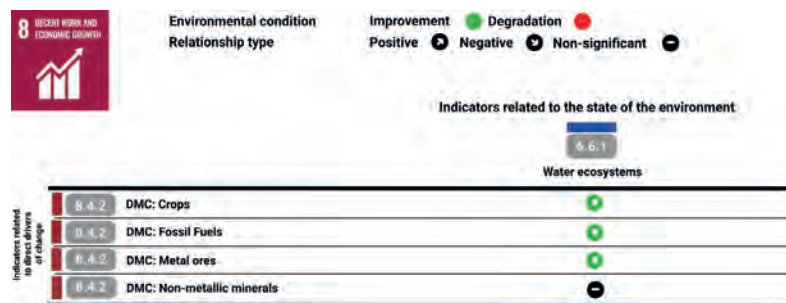 8 DECENT WORK AND
ECONOMIC GROWTH
Environmental condition Improvement Degradation
Relationship type Positive Negative Non-significant
Indicators related to the state of the environment
6.6.1
Water ecosystems
Indicators related
to direct drivers
of change
8.4.2 DMC: Crops
8.4.2 DMC: Fossil Fuels
8.4.2 DMC: Metal ores
8.4.2 DMC: Non-metallic minerals